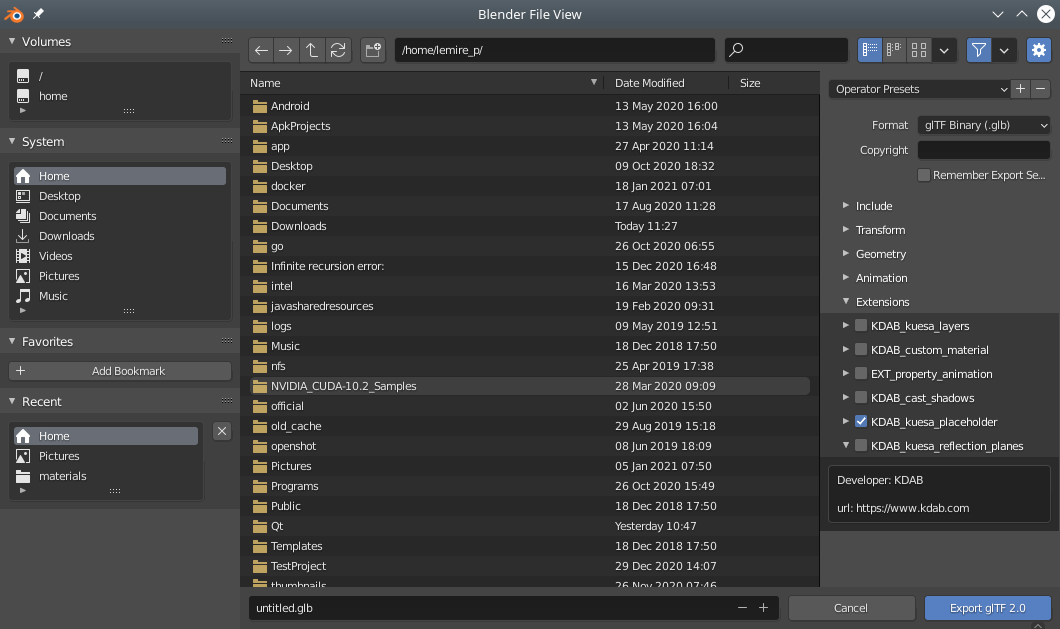 Blender File View
Volumes
/
home
System
Home
Desktop
Documents
Downloads
Videos
Pictures
Music
Favorites
+ Add Bookmark
Recent
Home
Pictures
materials
/home/lemire_p/
Name Date Modified Size
Android 13 May 2020 16:00
ApkProjects 13 May 2020 16:04
app 27 Apr 2020 11:14
Desktop 09 Oct 2020 18:32
docker 18 Jan 2021 07:01
Documents 17 Aug 2020 11:28
Downloads Today 11:27
go 26 Oct 2020 06:55
Infinite recursion error: 15 Dec 2020 16:48
intel 16 Mar 2020 13:53
javasharedresources 19 Feb 2020 09:31
logs 09 May 2019 12:51
Music 18 Dec 2018 17:50
nfs 25 Apr 2019 17:38
NVIDIA_CUDA-10.2_Samples 28 Mar 2020 09:09
official 02 Jun 2020 15:50
old_cache 29 Aug 2019 15:18
openshot 08 Jun 2019 18:09
Pictures 05 Jan 2021 07:50
Programs 26 Oct 2020 15:49
Public 18 Dec 2018 17:50
Qt Yesterday 10:47
Templates 18 Dec 2018 17:50
TestProject 29 Dec 2020 14:07
thumbnails 26 Nov 2020 07:46
untitled.glb
Operator Presets
Format glTF Binary (.glb)
Copyright
Remember Export Se...
Include
Transform
Geometry
Animation
Extensions
KDAB_kuesa_layers
KDAB_custom_material
EXT_property_animation
KDAB_cast_shadows
KDAB_kuesa_placeholder
KDAB_kuesa_reflection_planes
Developer: KDAB
url: https://www.kdab.com
Cancel
Export glTF 2.0